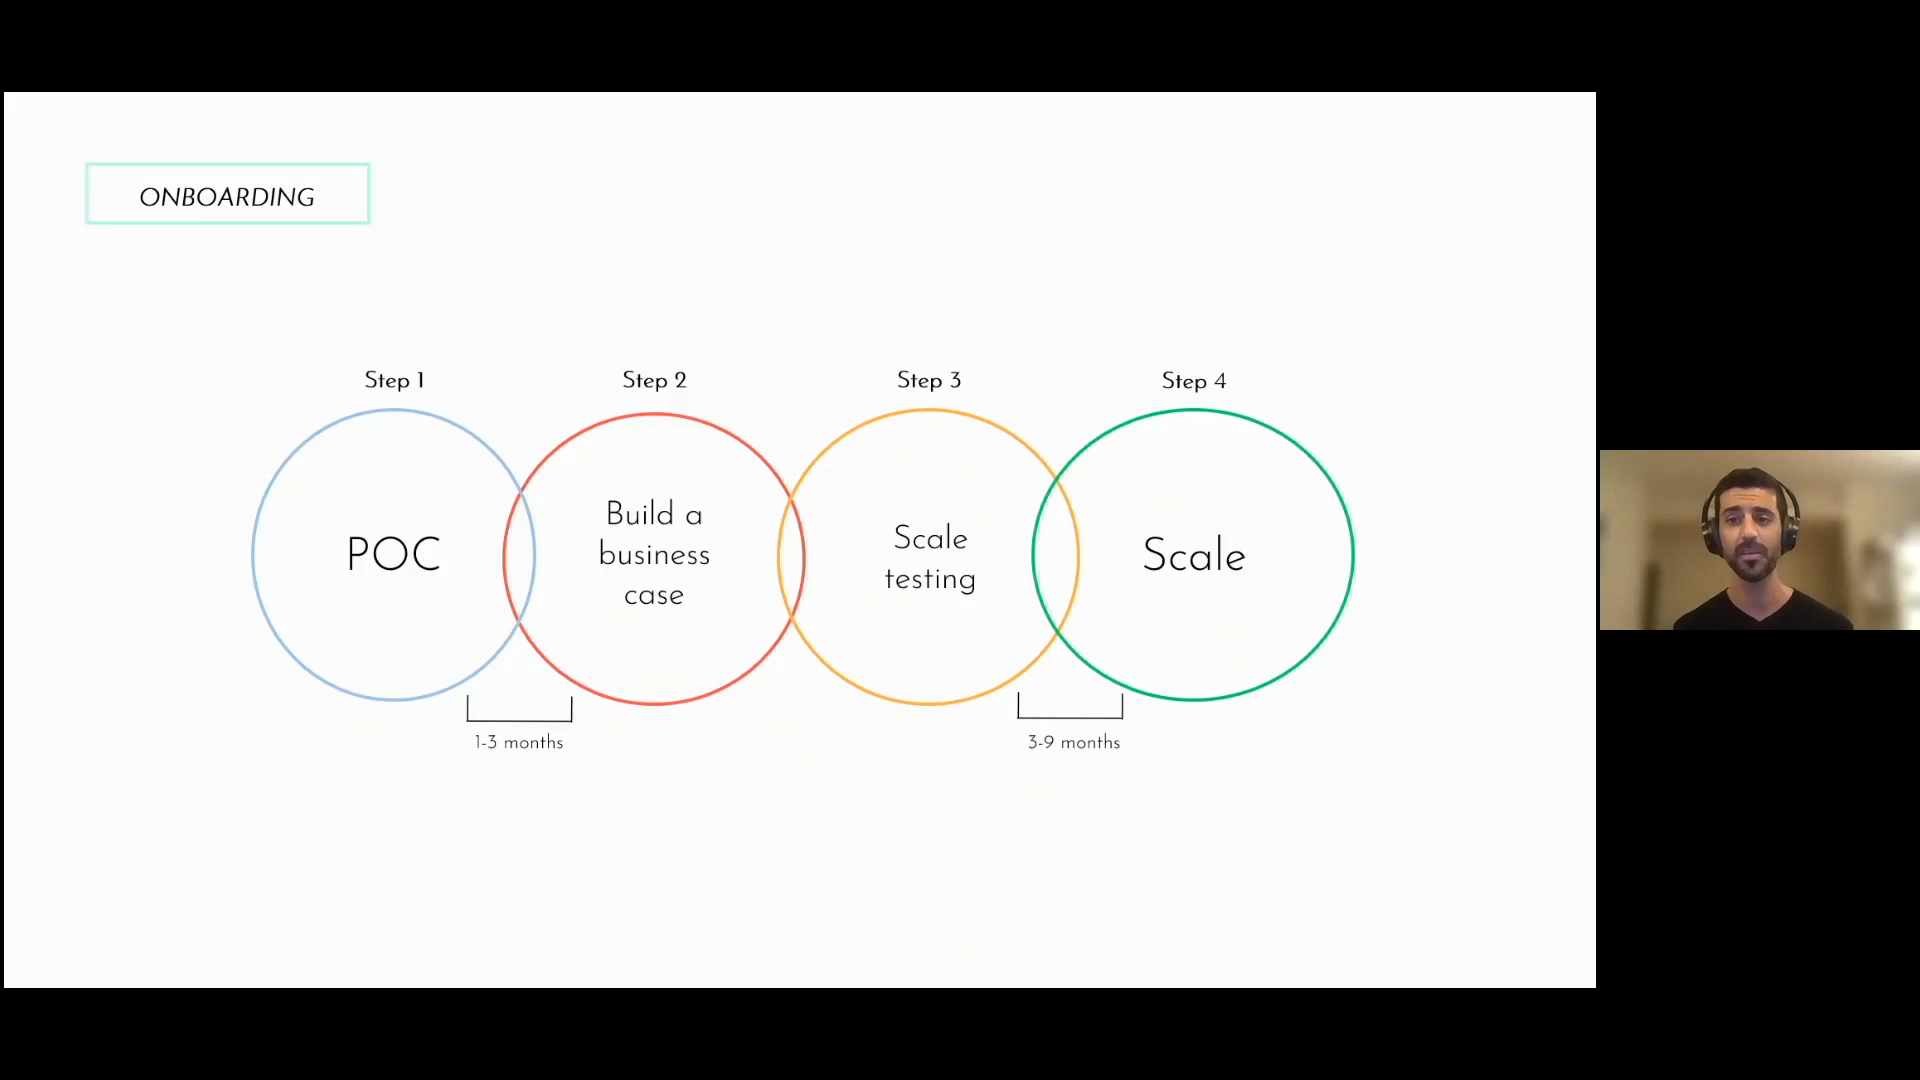 ONBOARDING
Step 1
Step 2
Step 3
Step 4
POC
Build a
business
case
Scale
testing
Scale
1-3 months
3-9 months